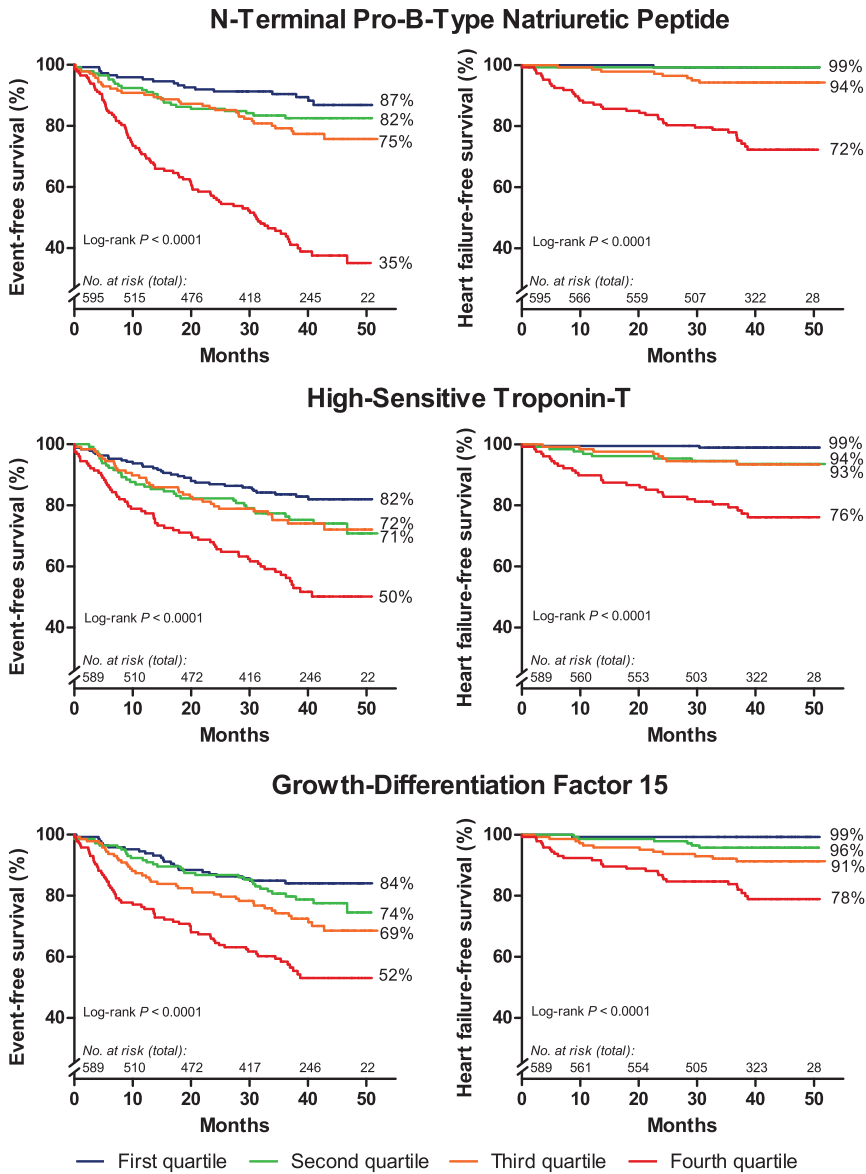 N-Terminal Pro-B-Type Natriuretic Peptide
Event-free survival (%)
100
80
60
40
87%
82%
75%
35%
Log-rank P < 0.0001
No. at risk (total):
595 515 476 418 245 22
0 10 20 30 40 50
Months
Heart failure-free survival (%)
100
80
60
40
99%
94%
72%
Log-rank P < 0.0001
No. at risk (total):
595 566 559 507 322 28
0 10 20 30 40 50
Months
High-Sensitive Troponin-T
Event-free survival (%)
100
80
60
40
82%
72%
71%
50%
Log-rank P < 0.0001
No. at risk (total):
589 510 472 416 246 22
0 10 20 30 40 50
Months
Heart failure-free survival (%)
100
80
60
40
99%
94%
93%
76%
Log-rank P < 0.0001
No. at risk (total):
589 560 553 503 322 28
0 10 20 30 40 50
Months
Growth-Differentiation Factor 15
Event-free survival (%)
100
80
60
40
84%
74%
69%
52%
Log-rank P < 0.0001
No. at risk (total):
589 510 472 417 246 22
0 10 20 30 40 50
Months
Heart failure-free survival (%)
100
80
60
40
99%
96%
91%
78%
Log-rank P < 0.0001
No. at risk (total):
589 561 554 505 323 28
0 10 20 30 40 50
Months
First quartile Second quartile Third quartile Fourth quartile